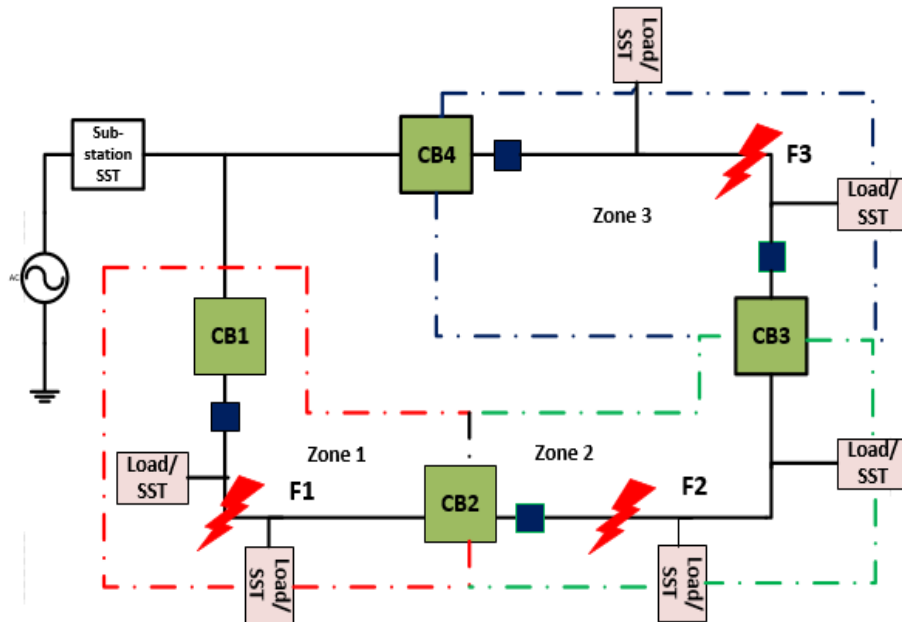 Load/
SST
Sub-
station
SST
CB4
F3
Load/
SST
Zone 3
AC
CB1
CB3
Zone 1
Zone 2
Load/
SST
F1
CB2
F2
Load/
SST
Load/
SST
Load/
SST